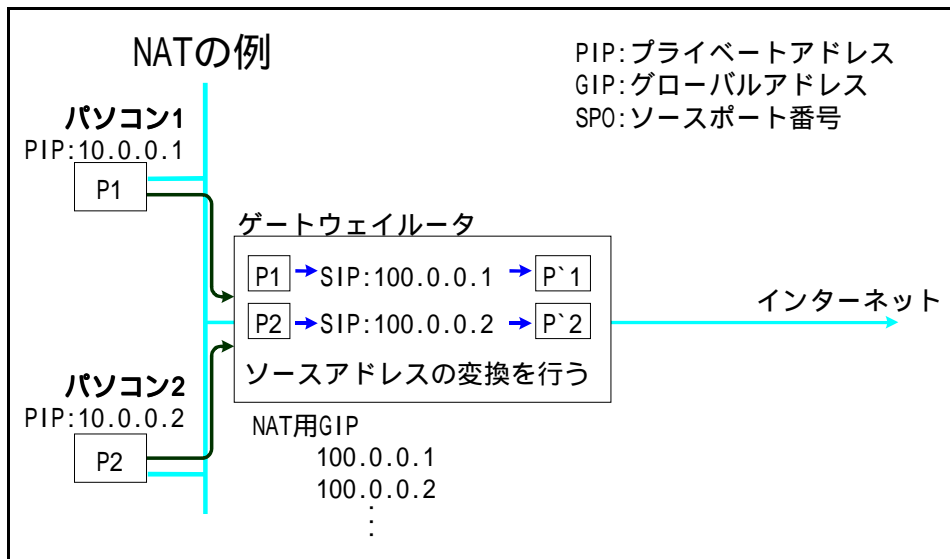 NATの例
PIP:プライベートアドレス
GIP:グローバルアドレス
SPO:ソースポート番号
パソコン1
PIP:10.0.0.1
P1
ゲートウェイルータ
P1 SIP:100.0.0.1 P`1
P2 SIP:100.0.0.2 P`2
ソースアドレスの変換を行う
インターネット
パソコン2
PIP:10.0.0.2
P2
NAT用GIP
100.0.0.1
100.0.0.2
: